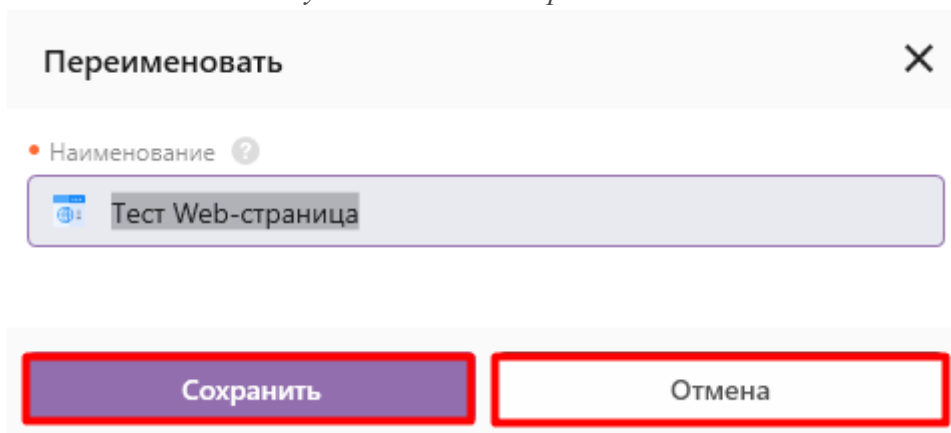 Переименовать
• Наименование ?
Тест Web-страница
Сохранить
Отмена